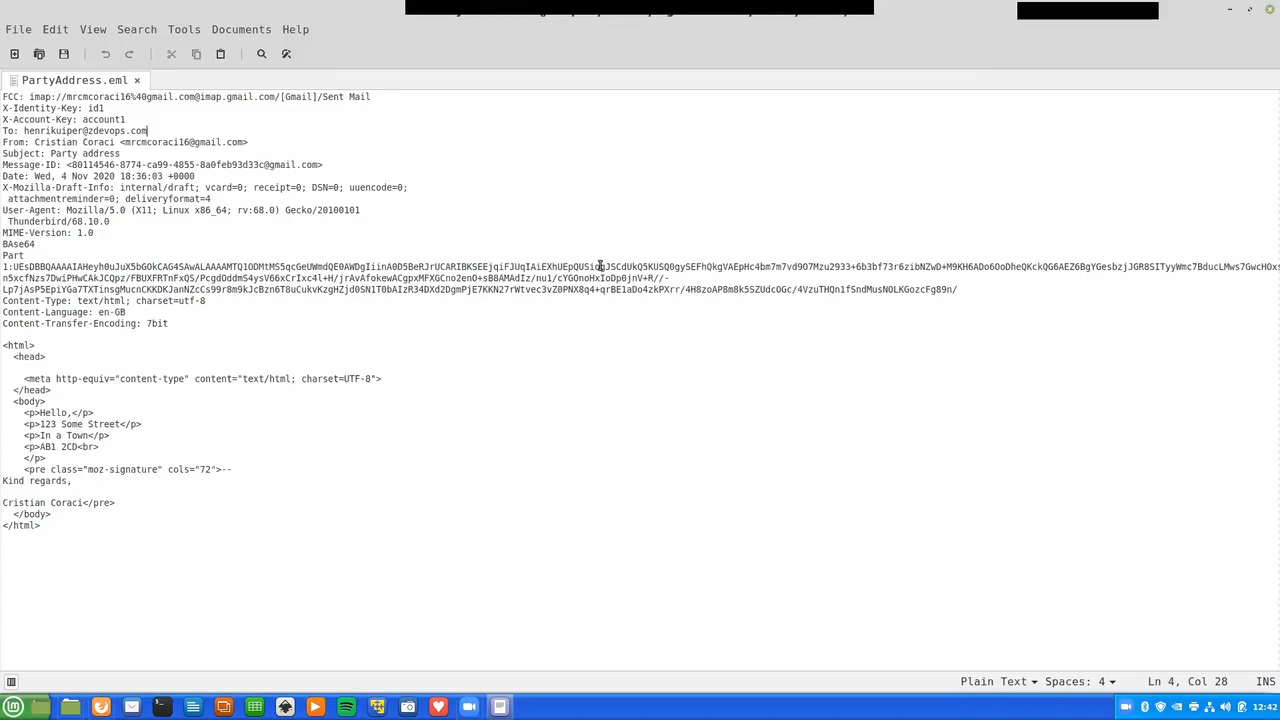 File Edit View Search Tools Documents Help
PartyAddress.eml ×
FCC: imap://mrcmcoraci16%40gmail.com@imap.gmail.com/[Gmail]/Sent Mail
X-Identity-Key: id1
X-Account-Key: account1
To: henrikuiper@zdevops.com
From: Cristian Coraci <mrcmcoraci16@gmail.com>
Subject: Party address
Message-ID: <80114546-8774-ca99-4855-8a0feb93d33c@gmail.com>
Date: Wed, 4 Nov 2020 18:36:03 +0000
X-Mozilla-Draft-Info: internal/draft; vcard=0; receipt=0; DSN=0; uuencode=0;
attachmentreminder=0; deliveryformat=4
User-Agent: Mozilla/5.0 (X11; Linux x86_64; rv:68.0) Gecko/20100101
Thunderbird/68.10.0
MIME-Version: 1.0
BAse64
Part
Content-Type: text/html; charset=utf-8
Content-Language: en-GB
Content-Transfer-Encoding: 7bit
<html>
<head>
<meta http-equiv="content-type" content="text/html; charset=UTF-8">
</head>
<body>
<p>Hello,</p>
<p>123 Some Street</p>
<p>In a Town</p>
<p>AB1 2CD<br>
</p>
<pre class="moz-signature" cols="72">--
Kind regards,
Cristian Coraci</pre>
</body>
</html>
Plain Text Spaces: 4 Ln 4, Col 28 INS
12:42